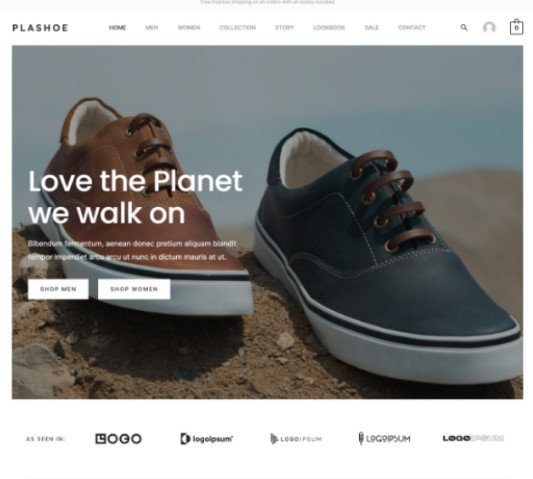 Free Express Shipping on all orders with all duties included
PLASHOE HOME MEN WOMEN COLLECTION STORY LOOKBOOK SALE CONTACT 0
Love the Planet
we walk on
Bibendum fermentum, aenean donec pretium aliquam blandit
tempor imperdiet arcu arcu ut nunc in dictum mauris at ut.
SHOP MEN SHOP WOMEN
AS SEEN IN: LOGO logoipsum® LOGOIPSUM LOGOIPSUM LOGOIPSUM